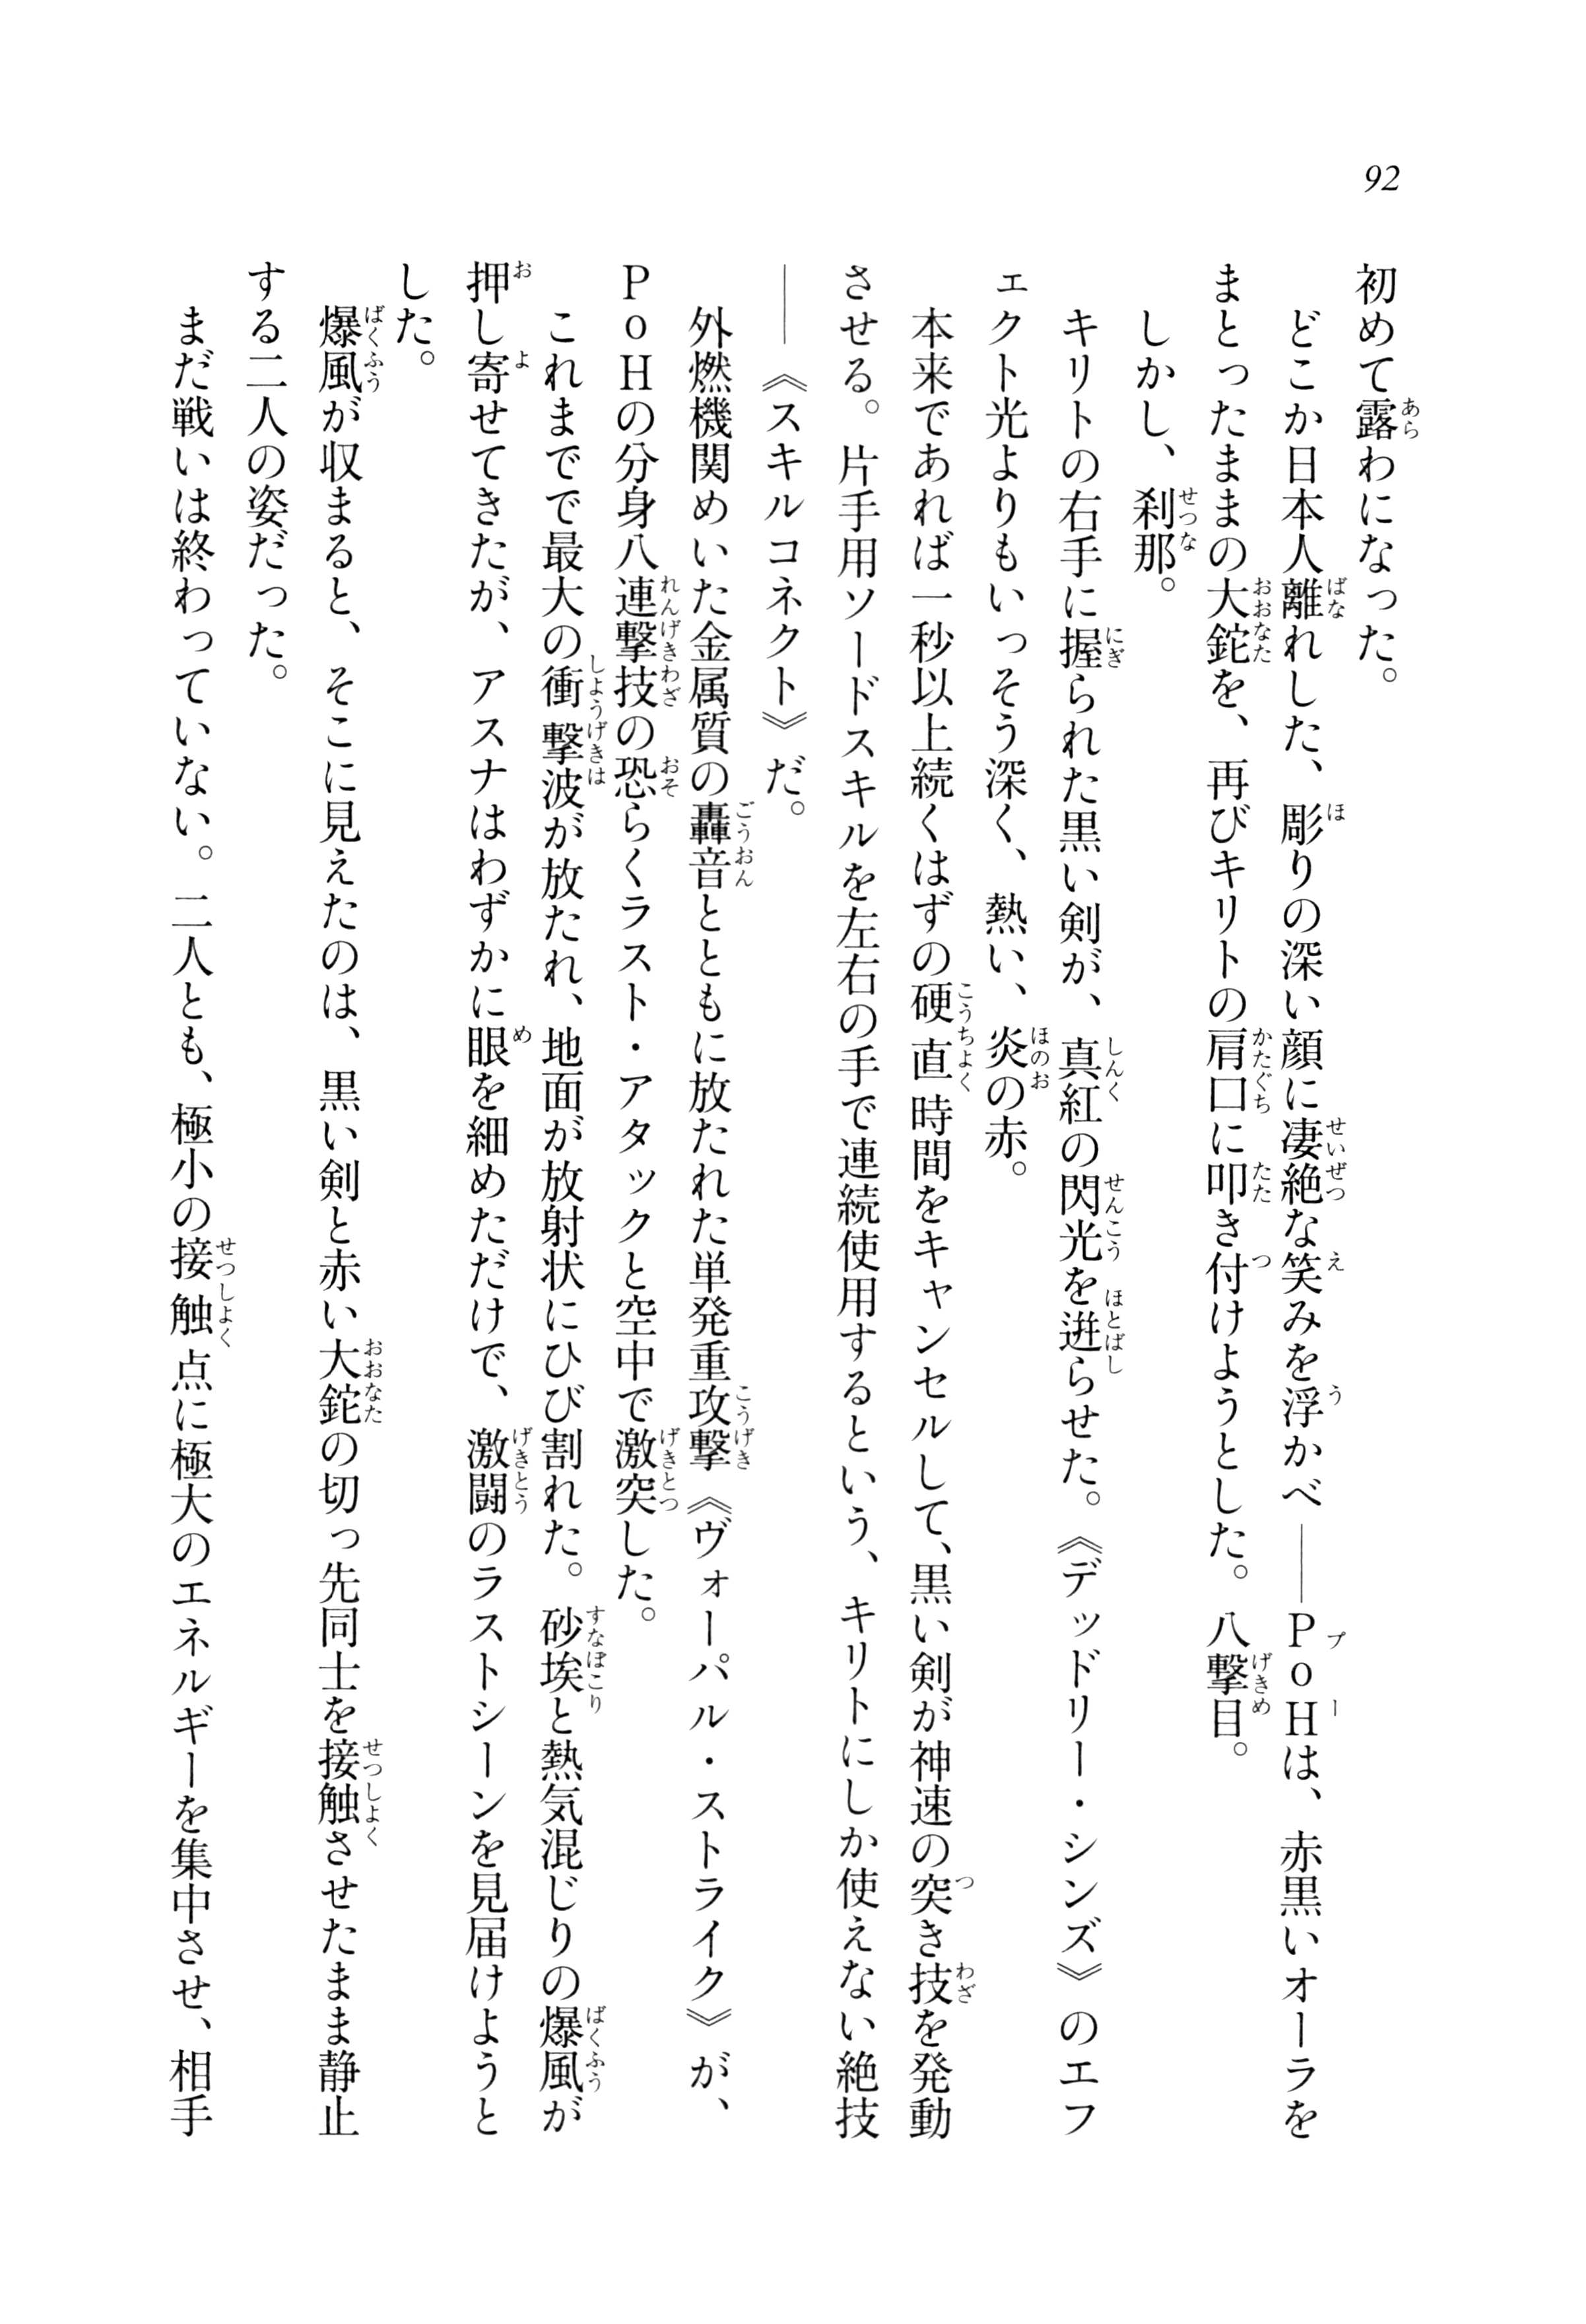 92
初めて露わになった。
どこか日本人離れした、彫りの深い顔に凄絶な笑みを浮かべ――PoHは、赤黒いオーラを
まとったままの大鉈を、再びキリトの肩口に叩き付けようとした。八撃目。
しかし、刹那。
キリトの右手に握られた黒い剣が、真紅の閃光を迸らせた。《デッドリー・シンズ》のエフ
ェクト光よりもいっそう深く、熱い、炎の赤。
本来であれば一秒以上続くはずの硬直時間をキャンセルして、黒い剣が神速の突き技を発動
させる。片手用ソードスキルを左右の手で連続使用するという、キリトにしか使えない絶技
――《スキルコネクト》だ。
外燃機関めいた金属質の轟音とともに放たれた単発重攻撃《ヴォーパル・ストライク》が、
PoHの分身八連撃技の恐らくラスト・アタックと空中で激突した。
これまでで最大の衝撃波が放たれ、地面が放射状にひび割れた。砂埃と熱気混じりの爆風が
押し寄せてきたが、アスナはわずかに眼を細めただけで、激闘のラストシーンを見届けようと
した。
爆風が収まると、そこに見えたのは、黒い剣と赤い大鉈の切っ先同士を接触させたまま静止
する二人の姿だった。
まだ戦いは終わっていない。二人とも、極小の接触点に極大のエネルギーを集中させ、相手